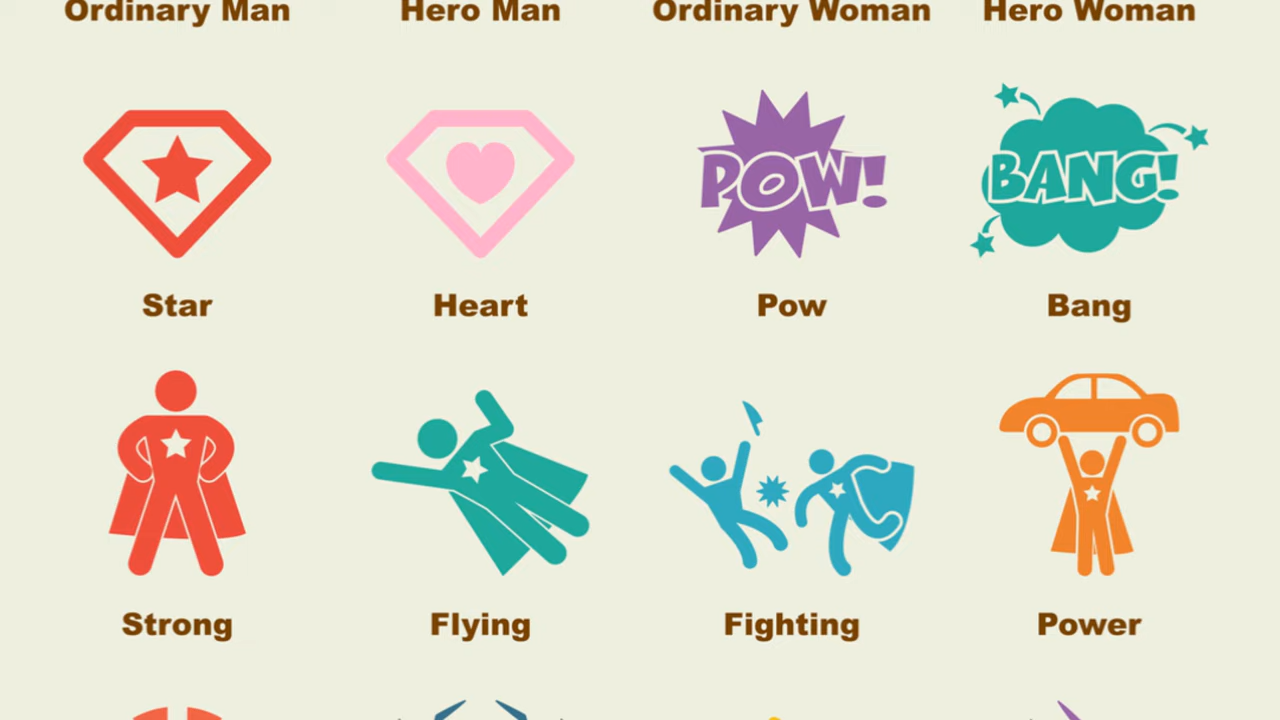 Ordinary Man Hero Man Ordinary Woman Hero Woman
POW! BANG!
Star Heart Pow Bang
Strong Flying Fighting Power